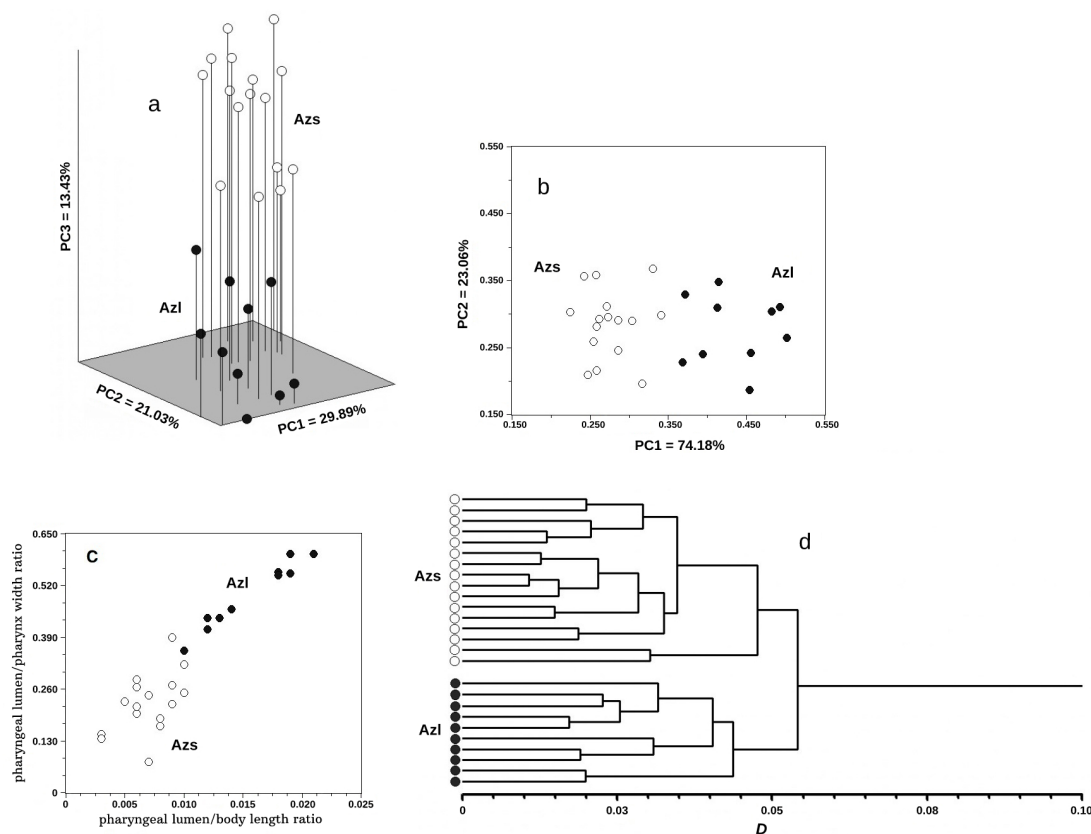 a
Azs
Azl
PC3 = 13.43%
PC2 = 21.03%
PC1 = 29.89%
b
Azs
Azl
PC2 = 23.06%
0.550
0.450
0.350
0.250
0.150
0.150 0.250 0.350 0.450 0.550
PC1 = 74.18%
c
Azl
Azs
pharyngeal lumen/pharynx width ratio
0.650
0.520
0.390
0.260
0.130
0
0 0.005 0.010 0.015 0.020 0.025
pharyngeal lumen/body length ratio
d
Azs
Azl
0 0.03 0.05 0.08 0.10
D